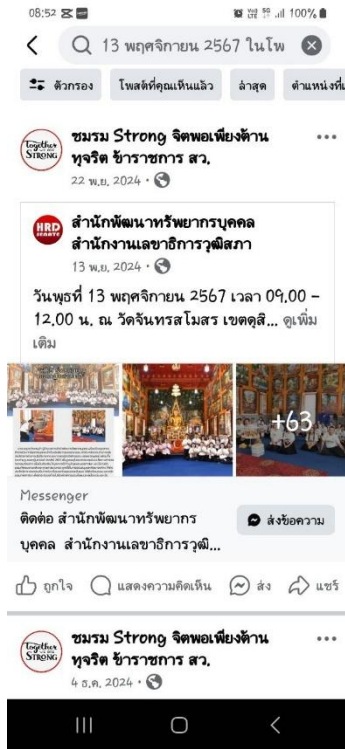 08:52
100%
13 พฤศจิกายน 2567 ในโพ
ตัวกรอง
โพสต์ที่คุณเห็นแล้ว
ล่าสุด
ตำแหน่งที่แ
Together
STRONG
ชมรม Strong จิตพอเพียงต้าน
ทุจริต ข้าราชการ สว.
22 พ.ย. 2024
HRD
SENATE
สำนักพัฒนาทรัพยากรบุคคล
สำนักงานเลขาธิการวุฒิสภา
13 พ.ย. 2024
วันพุธที่ 13 พฤศจิกายน 2567 เวลา 09.00 –
12.00 น. ณ วัดจันทรสโมสร เขตดุสิ... ดูเพิ่ม
เติม
+63
Messenger
ติดต่อ สำนักพัฒนาทรัพยากร
บุคคล สำนักงานเลขาธิการวุฒิ...
ส่งข้อความ
ถูกใจ
แสดงความคิดเห็น
ส่ง
แชร์
Together
STRONG
ชมรม Strong จิตพอเพียงต้าน
ทุจริต ข้าราชการ สว.
4 ธ.ค. 2024